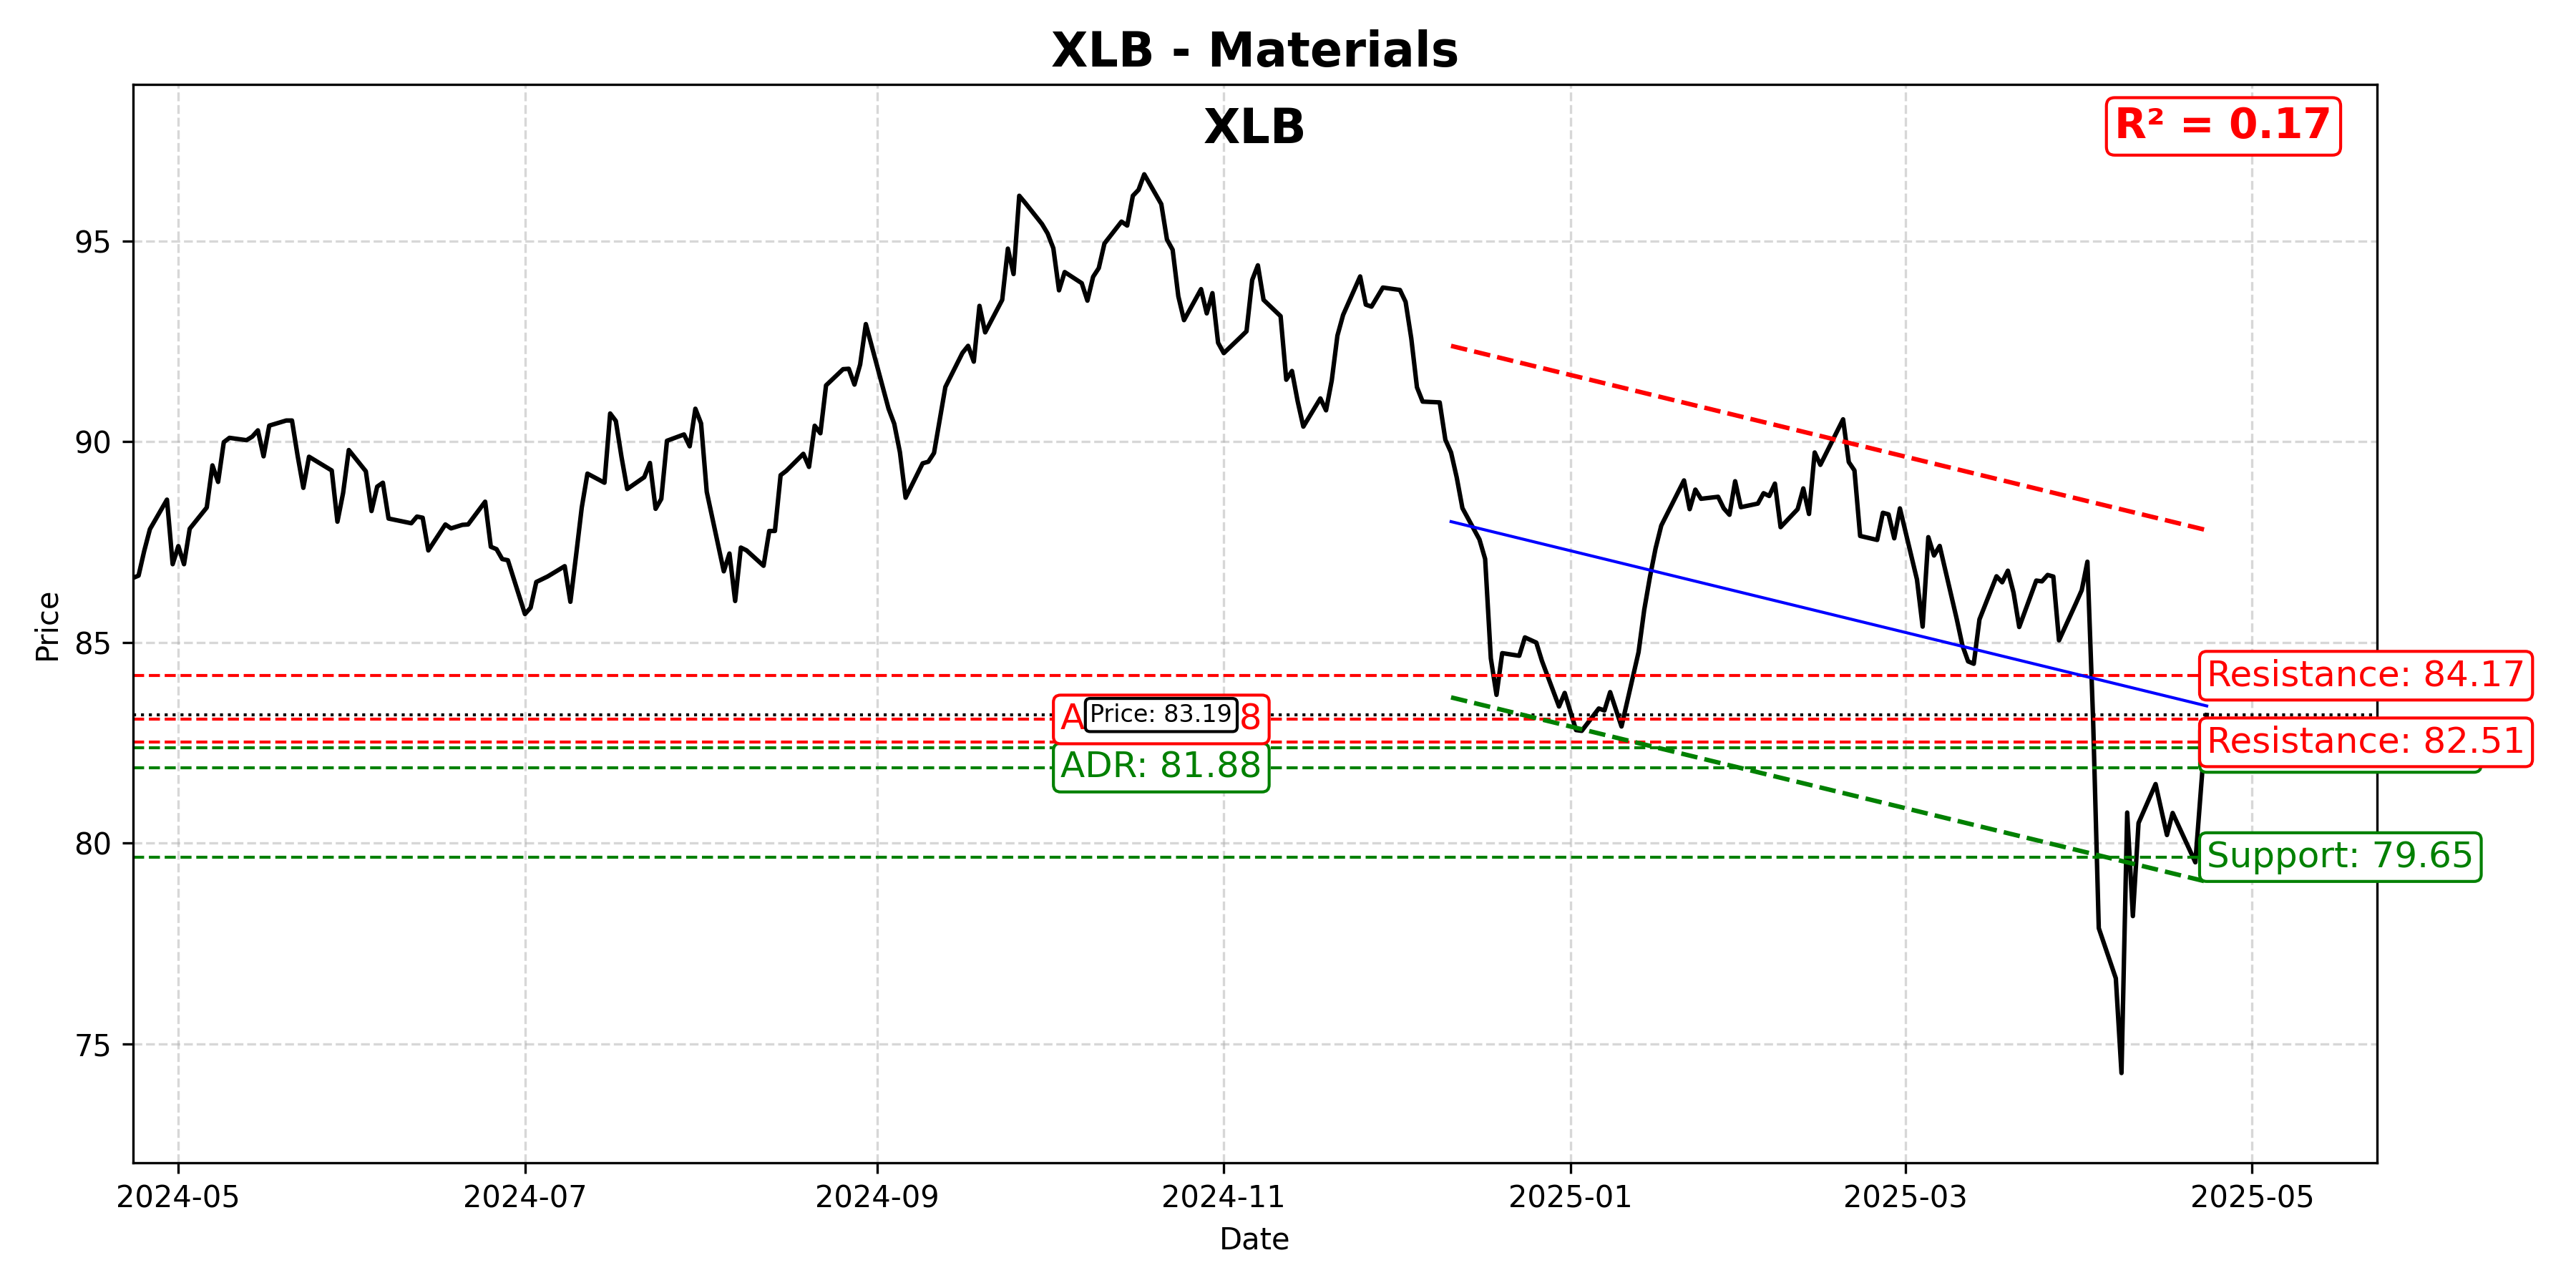 XLB - Materials
XLB
R² = 0.17
95
90
85
80
75
Price
Resistance: 84.17
A
Price: 83.19
8
Resistance: 82.51
ADR: 81.88
Support: 79.65
2024-05
2024-07
2024-09
2024-11
2025-01
2025-03
2025-05
Date